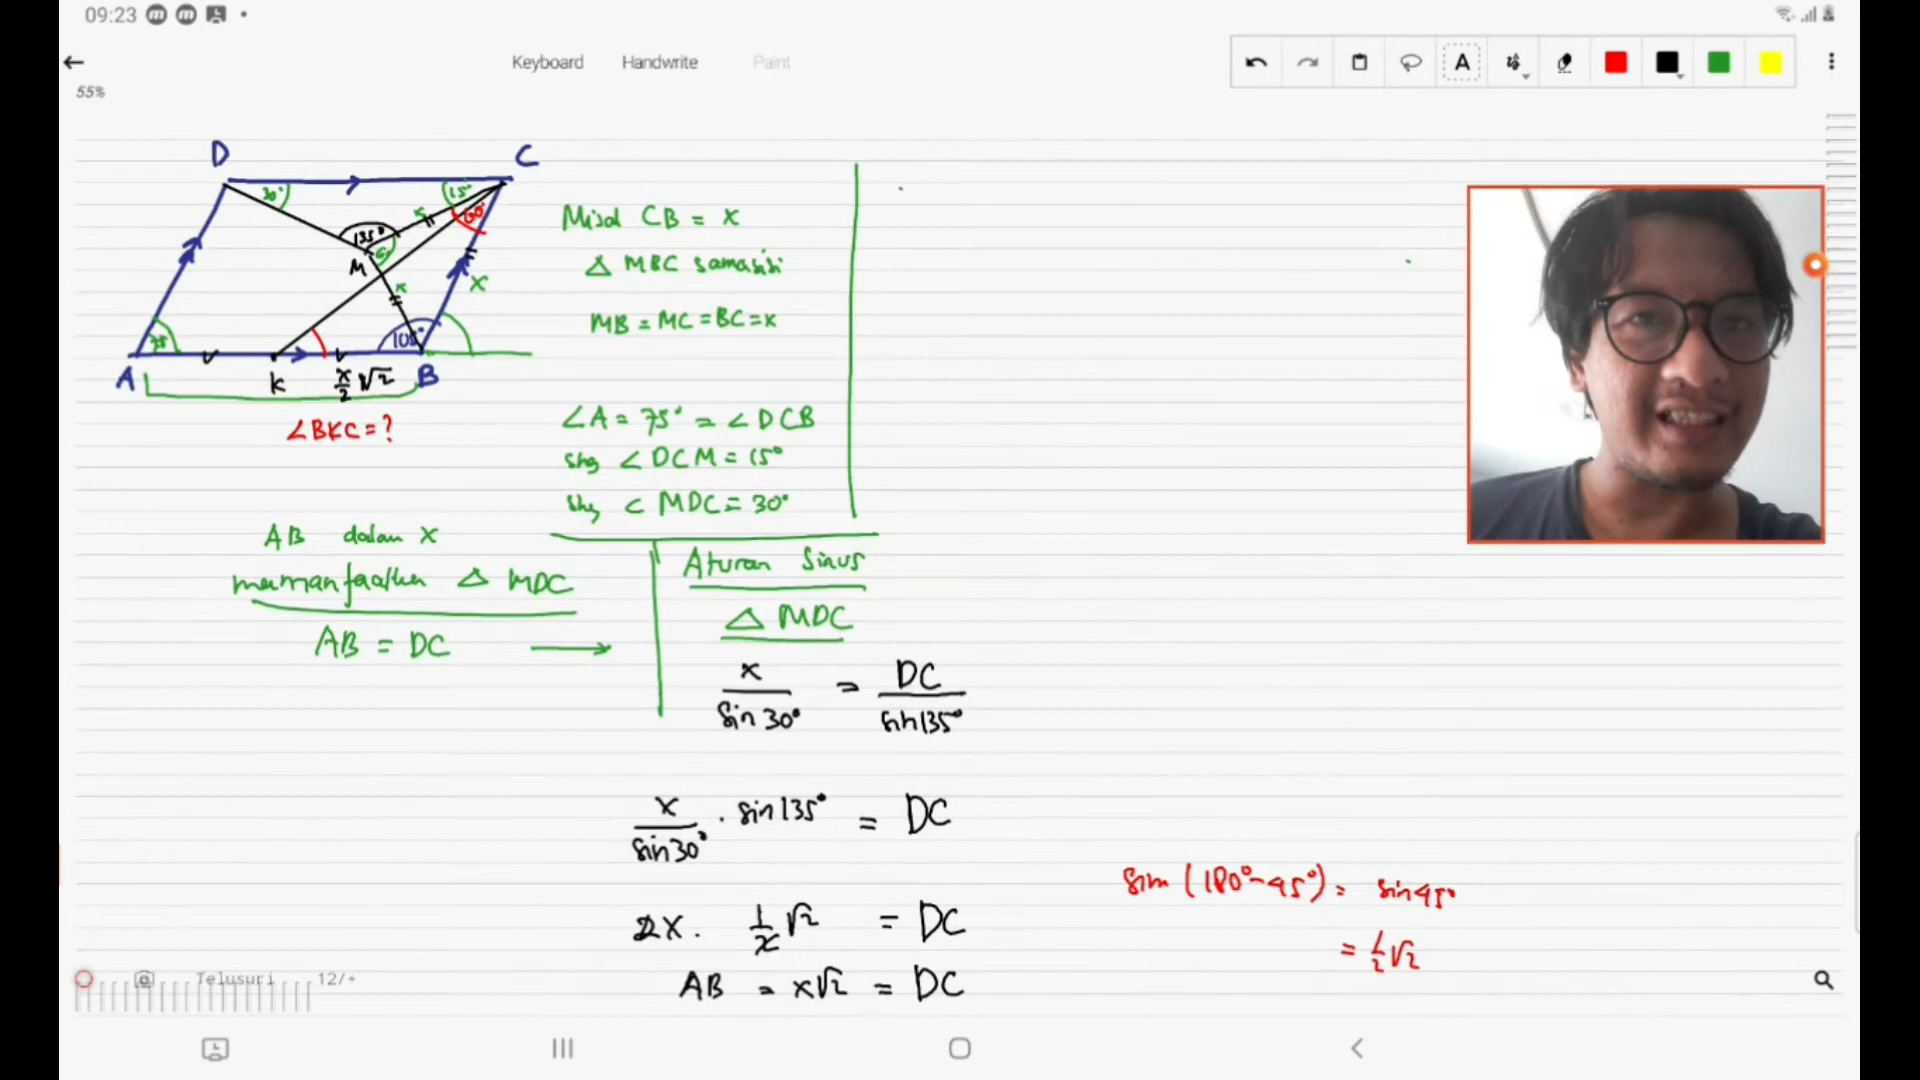 09:23
Keyboard Handwrite Paint
A
55%
D
C
30°
15°
60°
135°
M
x
x
x
75
105°
A
K
x/2 √2
B
∠BKC = ?
Misal CB = x
△ MBC samasisi
MB = MC = BC = x
∠A = 75° = ∠DCB
shg ∠DCM = 15°
shg ∠MDC = 30°
AB dalam x
memanfaatkan △ MDC
AB = DC
Aturan Sinus
△ MDC
x/sin 30° = DC/sin 135°
x/sin 30° . sin 135° = DC
2x . 1/2 √2 = DC
AB = x√2 = DC
sin (180° - 45°) = sin 45°
= 1/2 √2
Telusuri 12/+